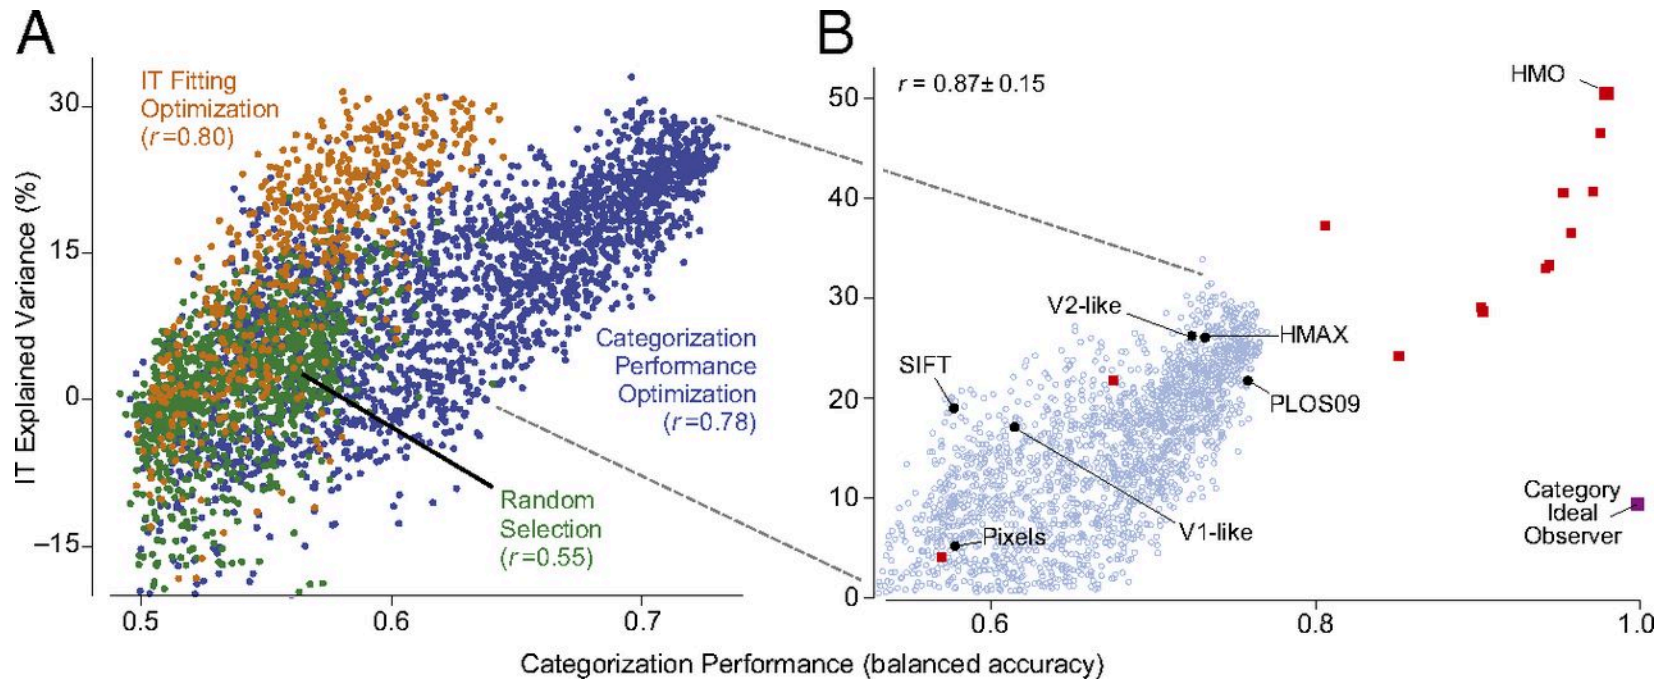 A
IT Fitting
Optimization
(r=0.80)
30
15
0
−15
IT Explained Variance (%)
Categorization
Performance
Optimization
(r=0.78)
Random
Selection
(r=0.55)
0.5
0.6
0.7
B
r = 0.87± 0.15
50
40
30
20
10
0
HMO
V2-like
HMAX
SIFT
PLOS09
V1-like
Pixels
Category
Ideal
Observer
0.6
0.8
1.0
Categorization Performance (balanced accuracy)